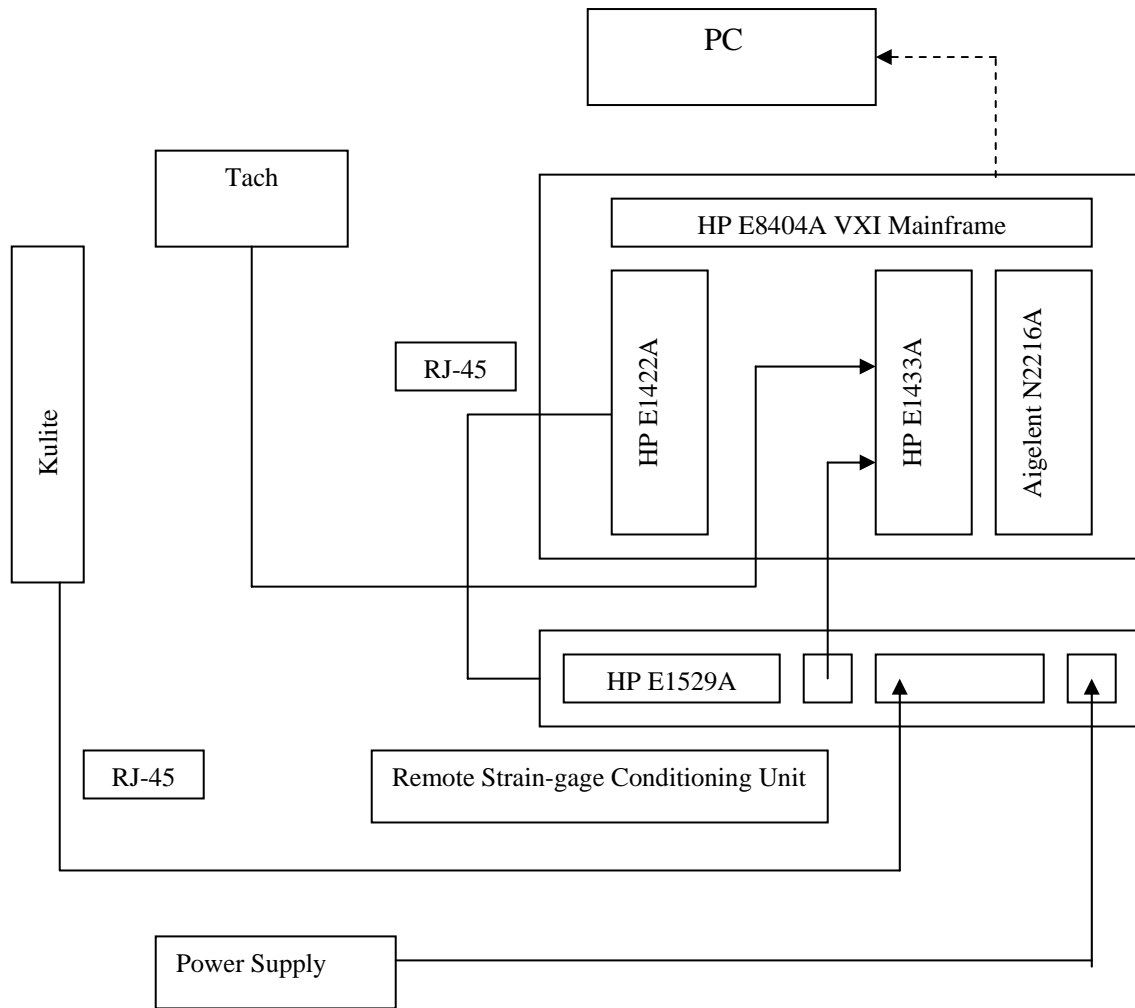 PC
Tach
HP E8404A VXI Mainframe
Kulite
RJ-45
HP E1422A
HP E1433A
Aigelent N2216A
HP E1529A
RJ-45
Remote Strain-gage Conditioning Unit
Power Supply